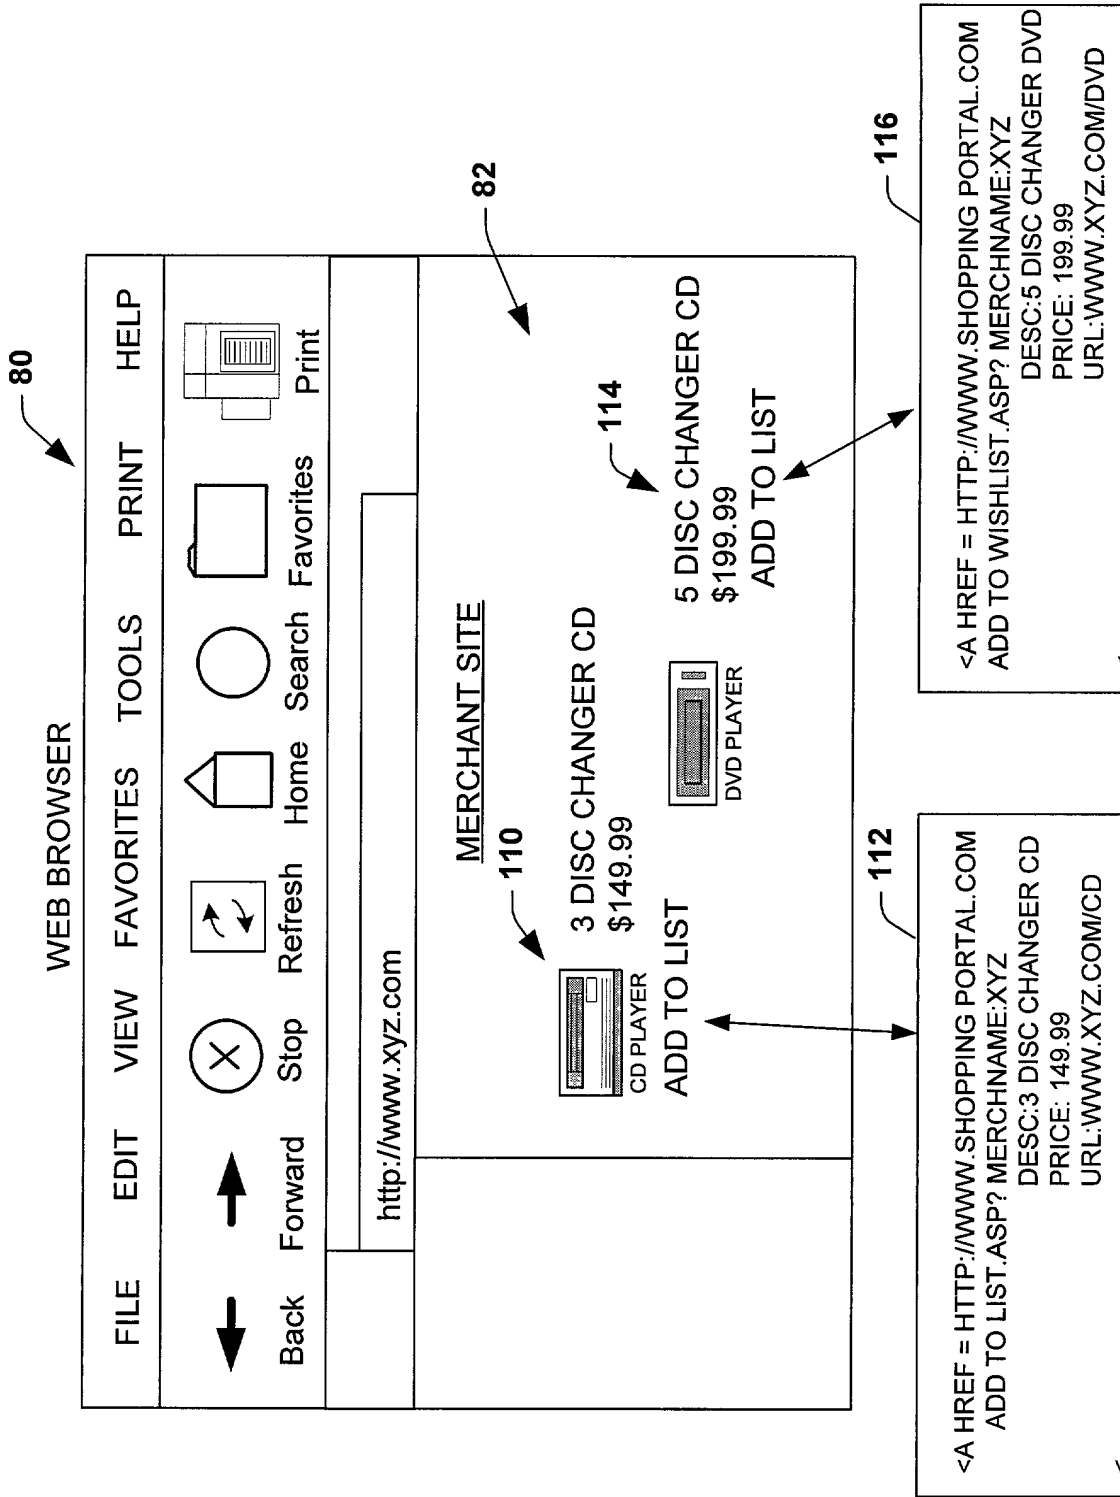 80
WEB BROWSER
FILE EDIT VIEW FAVORITES TOOLS PRINT HELP
Back Forward Stop Refresh Home Search Favorites Print
http://www.xyz.com
82
MERCHANT SITE
110
CD PLAYER
3 DISC CHANGER CD
$149.99
ADD TO LIST
114
DVD PLAYER
5 DISC CHANGER CD
$199.99
ADD TO LIST
112
<A HREF = HTTP://WWW.SHOPPING PORTAL.COM
ADD TO LIST.ASP? MERCHNAME:XYZ
DESC:3 DISC CHANGER CD
PRICE: 149.99
URL:WWW.XYZ.COM/CD
116
<A HREF = HTTP://WWW.SHOPPING PORTAL.COM
ADD TO WISHLIST.ASP? MERCHNAME:XYZ
DESC:5 DISC CHANGER DVD
PRICE: 199.99
URL:WWW.XYZ.COM/DVD